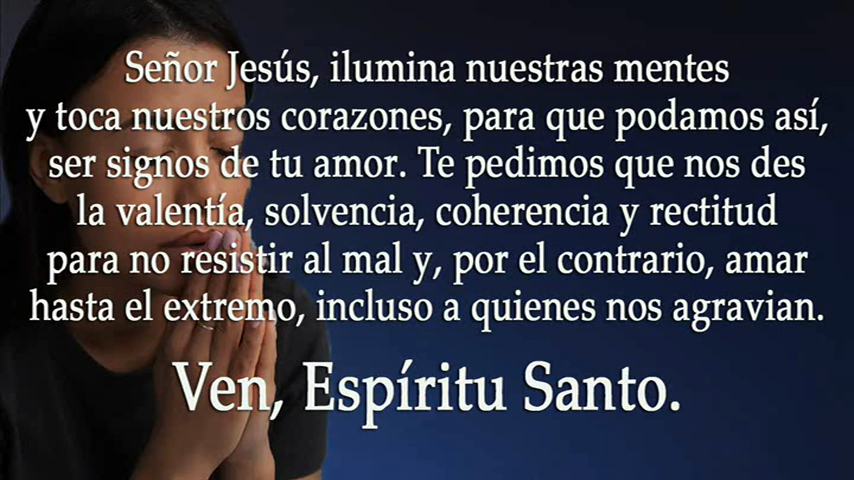 Señor Jesús, ilumina nuestras mentes
y toca nuestros corazones, para que podamos así,
ser signos de tu amor. Te pedimos que nos des
la valentía, solvencia, coherencia y rectitud
para no resistir al mal y, por el contrario, amar
hasta el extremo, incluso a quienes nos agravian.
Ven, Espíritu Santo.